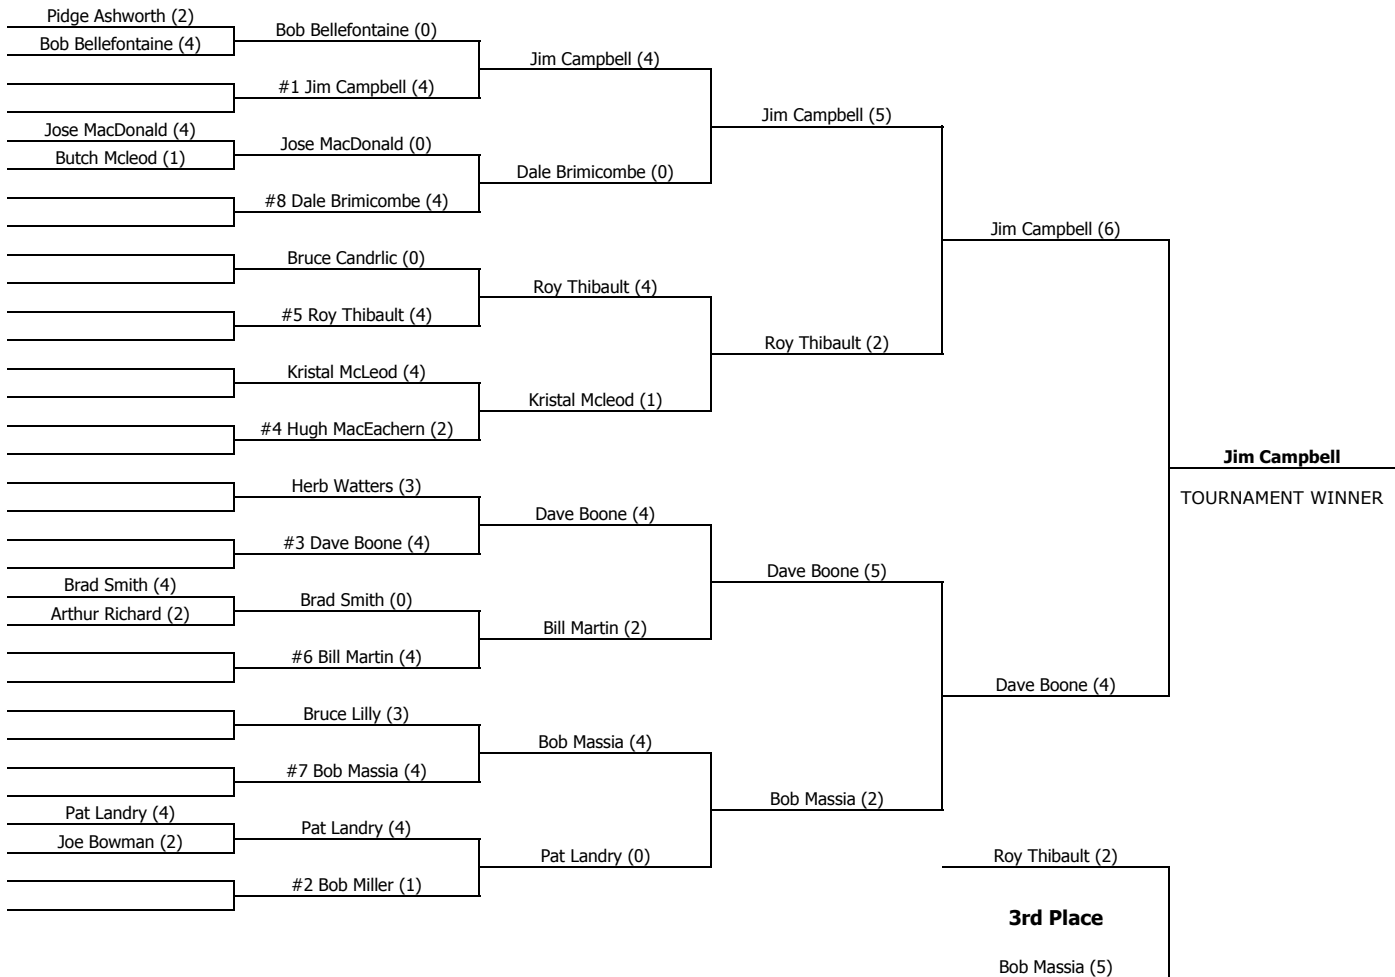 Pidge Ashworth (2)
Bob Bellefontaine (4)
Jose MacDonald (4)
Butch Mcleod (1)
Brad Smith (4)
Arthur Richard (2)
Pat Landry (4)
Joe Bowman (2)
Bob Bellefontaine (0)
#1 Jim Campbell (4)
Jose MacDonald (0)
#8 Dale Brimicombe (4)
Bruce Candrlic (0)
#5 Roy Thibault (4)
Kristal McLeod (4)
#4 Hugh MacEachern (2)
Herb Watters (3)
#3 Dave Boone (4)
Brad Smith (0)
#6 Bill Martin (4)
Bruce Lilly (3)
#7 Bob Massia (4)
Pat Landry (4)
#2 Bob Miller (1)
Jim Campbell (4)
Dale Brimicombe (0)
Roy Thibault (4)
Kristal Mcleod (1)
Dave Boone (4)
Bill Martin (2)
Bob Massia (4)
Pat Landry (0)
Jim Campbell (5)
Roy Thibault (2)
Dave Boone (5)
Bob Massia (2)
Jim Campbell (6)
Dave Boone (4)
Jim Campbell
TOURNAMENT WINNER
Roy Thibault (2)
3rd Place
Bob Massia (5)